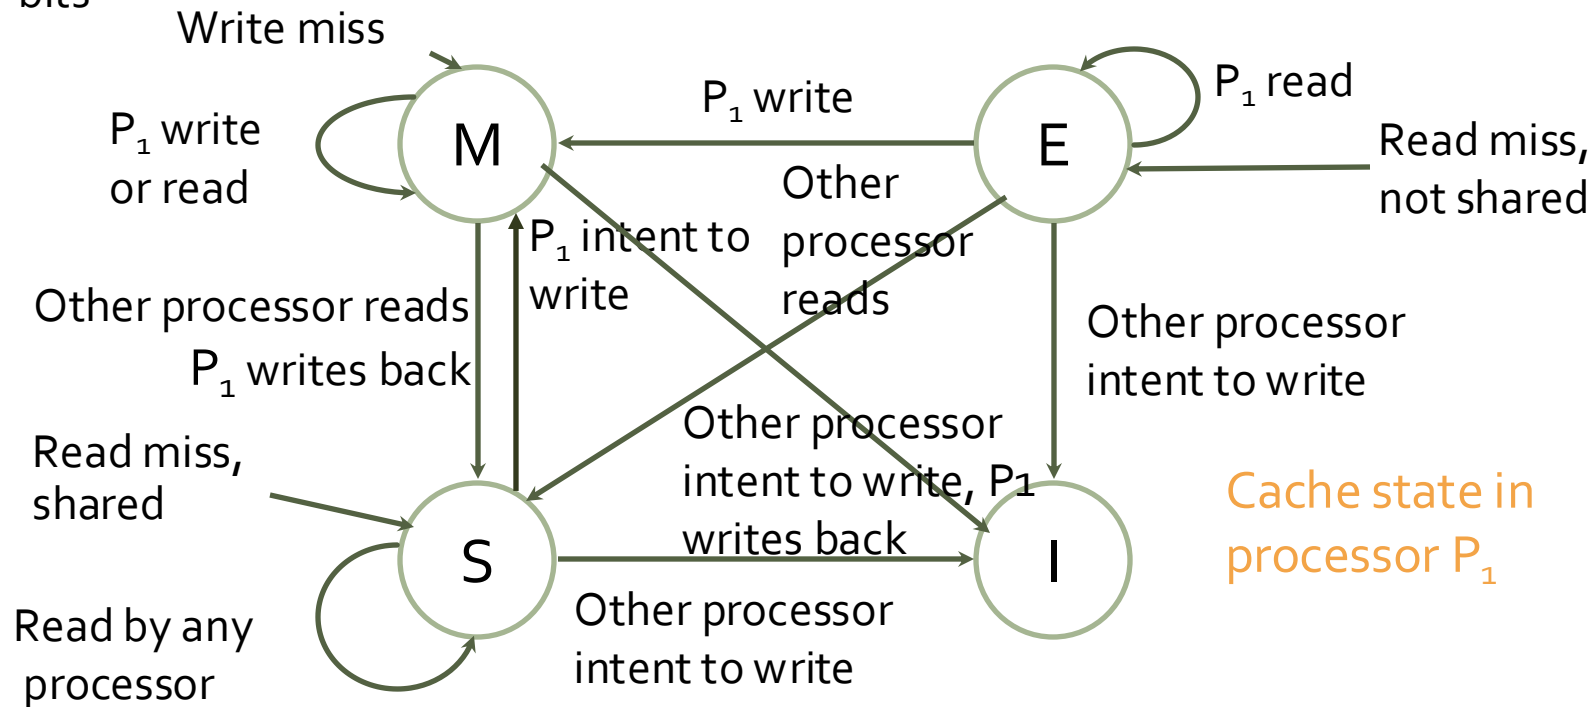 bits
Write miss
P₁ write
or read
M
P₁ write
E
P₁ read
Read miss,
not shared
Other
processor
reads
P₁ intent to
write
Other processor reads
P₁ writes back
Other processor
intent to write
Read miss,
shared
Other processor
intent to write, P1
writes back
Cache state in
processor P₁
S
I
Read by any
processor
Other processor
intent to write